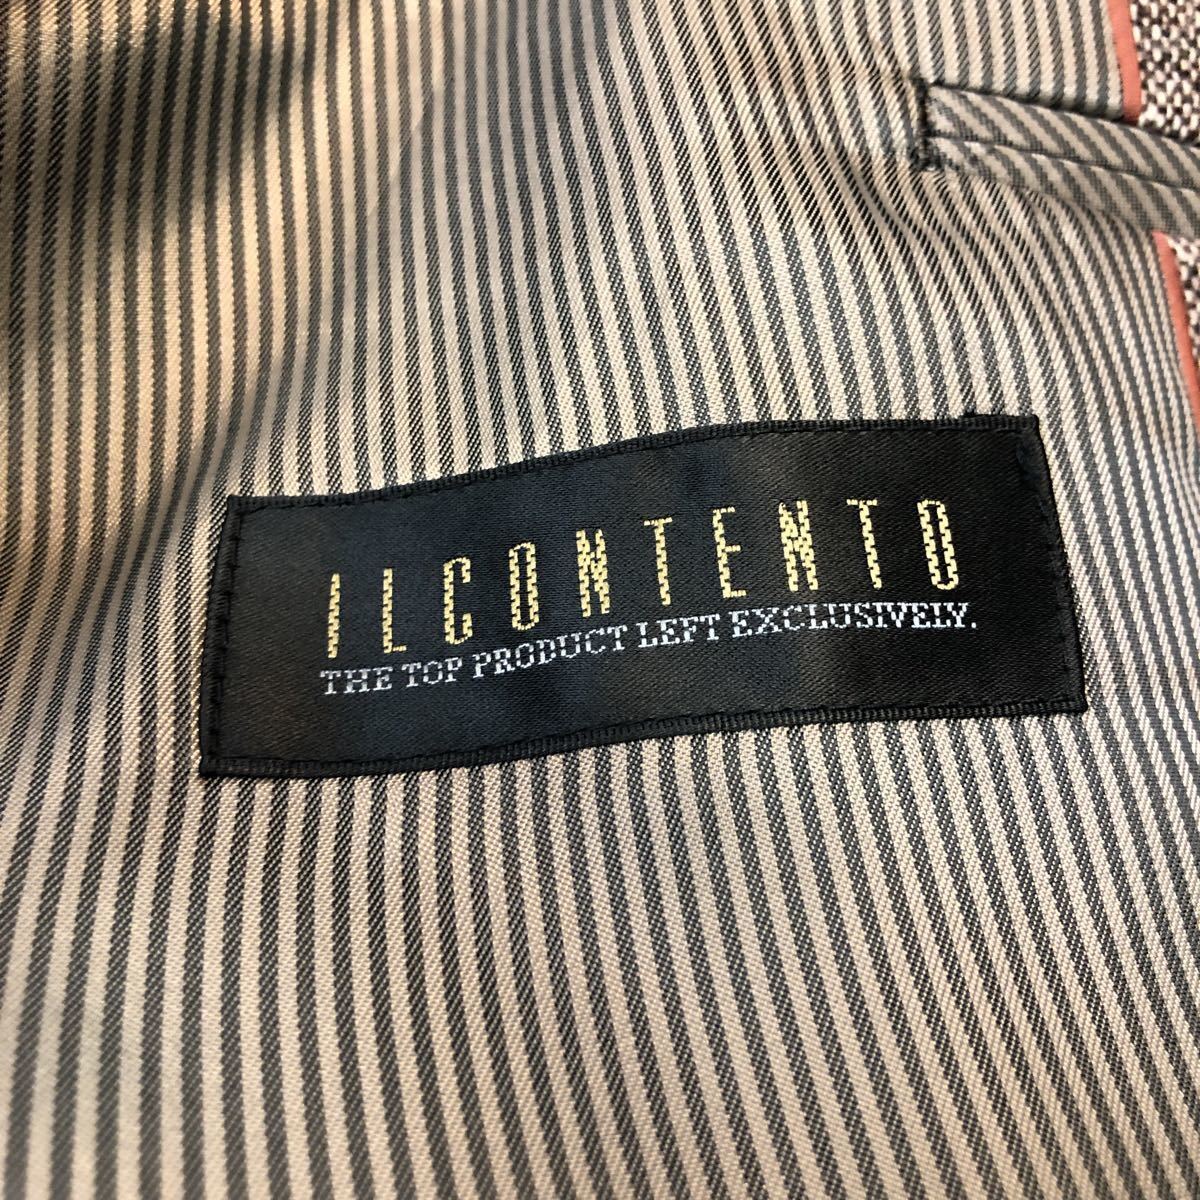 ILCONTENTO
THE TOP PRODUCT LEFT EXCLUSIVELY.